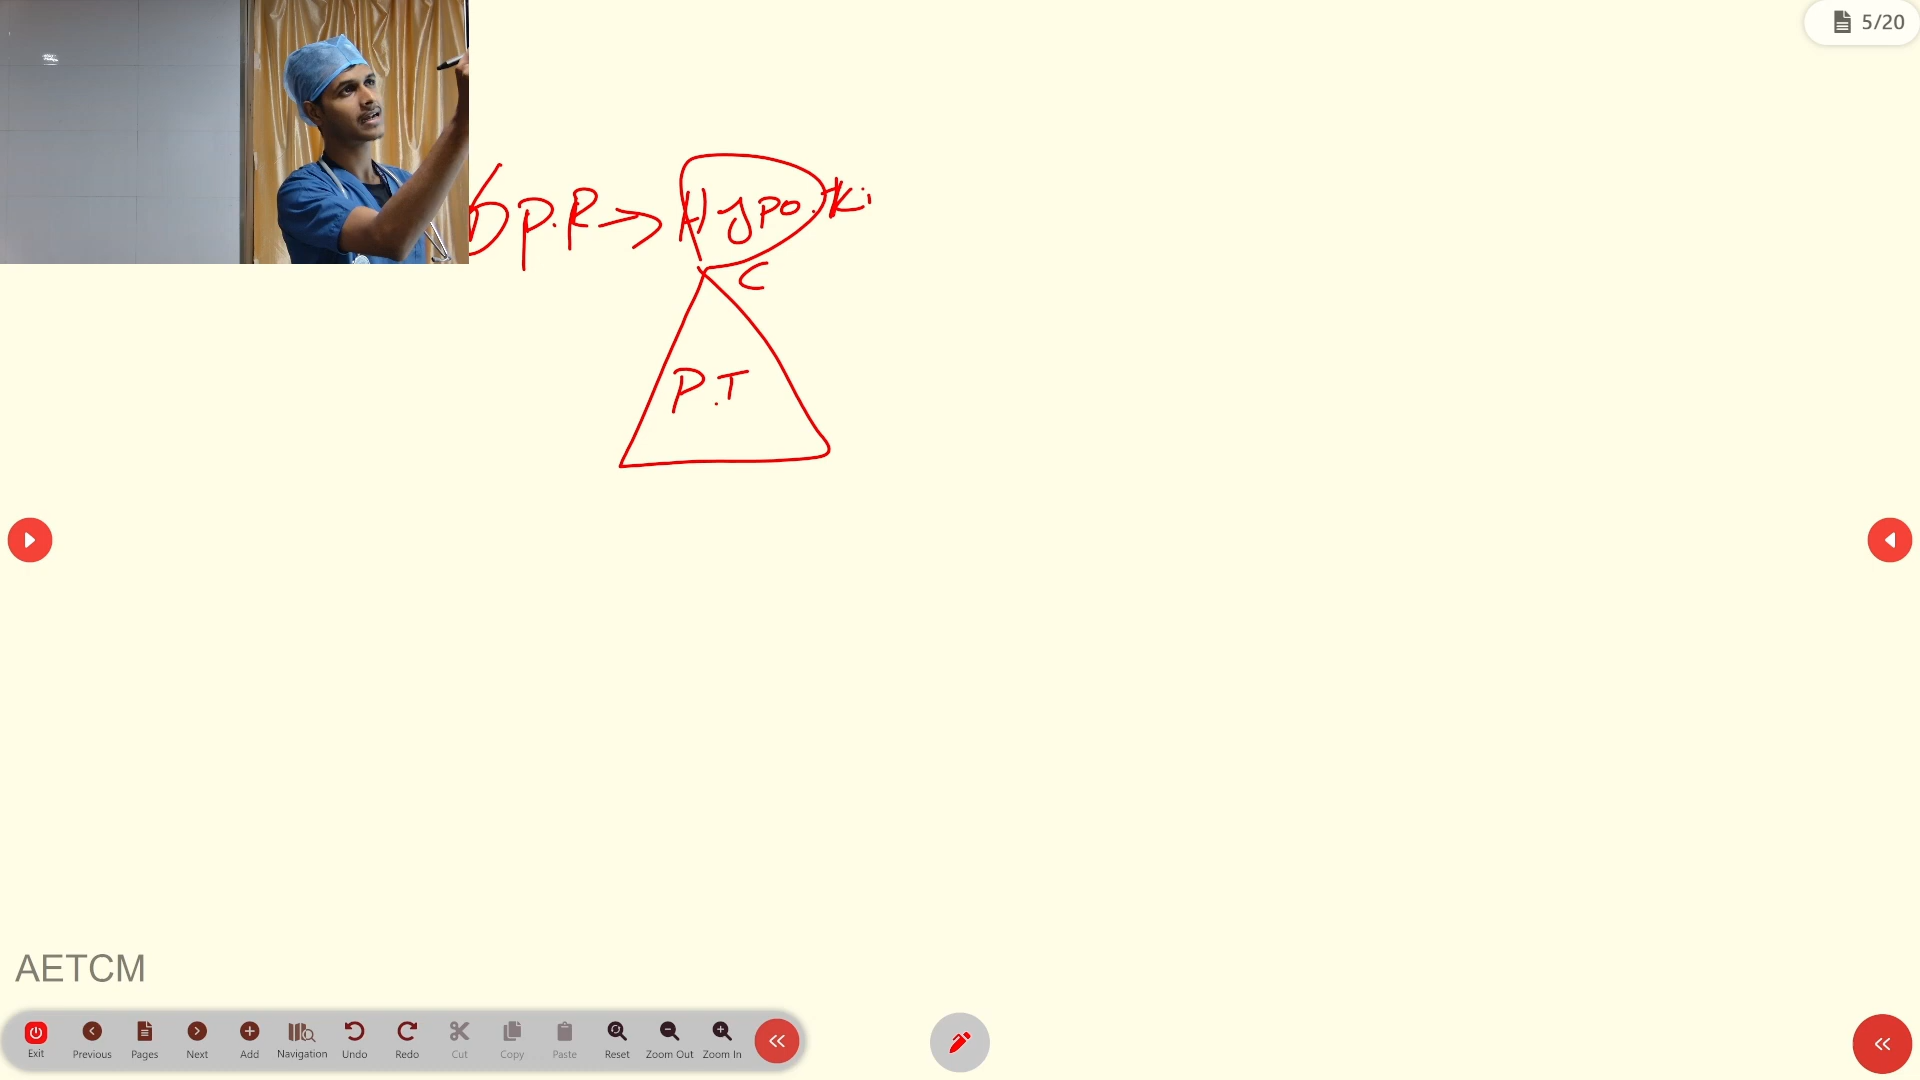 5/20
P.R → Hypo.Ki
C
P.T
AETCM
Exit Previous Pages Next Add Navigation Undo Redo Cut Copy Paste Reset Zoom Out Zoom In